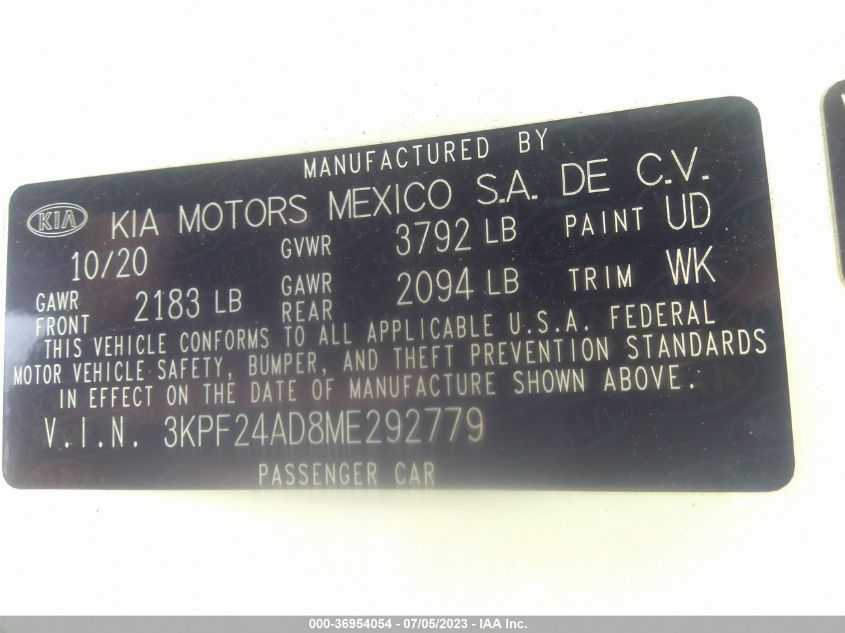 MANUFACTURED BY
KIA KIA MOTORS MEXICO S.A. DE C.V.
10/20 GVWR 3792 LB PAINT UD
GAWR FRONT 2183 LB GAWR REAR 2094 LB TRIM WK
THIS VEHICLE CONFORMS TO ALL APPLICABLE U.S.A. FEDERAL
MOTOR VEHICLE SAFETY, BUMPER, AND THEFT PREVENTION STANDARDS
IN EFFECT ON THE DATE OF MANUFACTURE SHOWN ABOVE.
V.I.N. 3KPF24AD8ME292779
PASSENGER CAR
000-36954054 / 07/05/2023 - IAA Inc.